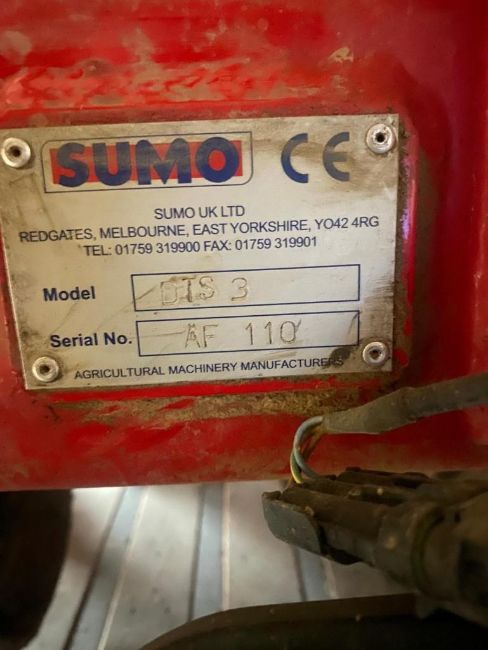 SUMO CE
SUMO UK LTD
REDGATES, MELBOURNE, EAST YORKSHIRE, YO42 4RG
TEL: 01759 319900 FAX: 01759 319901
Model DTS 3
Serial No. AF 110
AGRICULTURAL MACHINERY MANUFACTURERS